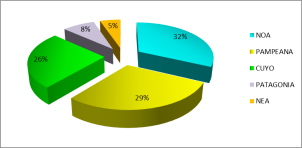 5%
8%
32%
26%
29%
NOA
PAMPEANA
CUYO
PATAGONIA
NEA